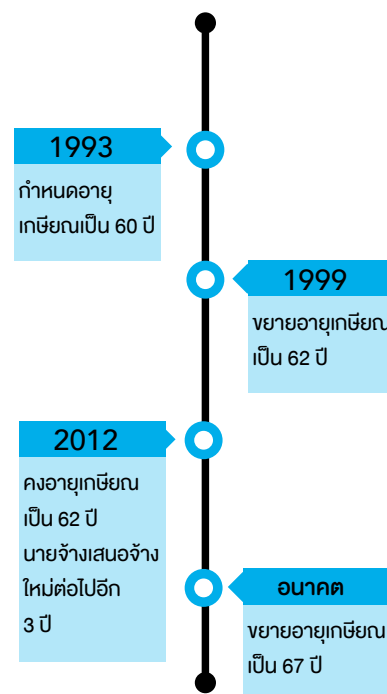 1993
กำหนดอายุ
เกษียณเป็น 60 ปี
1999
ขยายอายุเกษียณ
เป็น 62 ปี
2012
คงอายุเกษียณ
เป็น 62 ปี
นายจ้างเสนอจ้าง
ใหม่ต่อไปอีก
3 ปี
อนาคต
ขยายอายุเกษียณ
เป็น 67 ปี